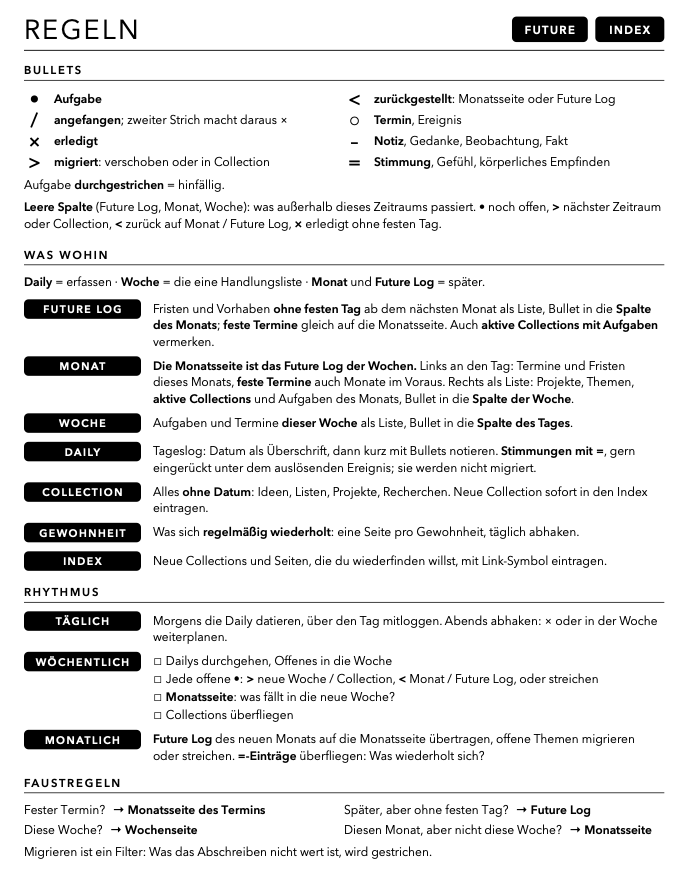 REGELN
FUTURE INDEX
BULLETS
• Aufgabe
/ angefangen; zweiter Strich macht daraus ×
× erledigt
> migriert: verschoben oder in Collection
< zurückgestellt: Monatsseite oder Future Log
○ Termin, Ereignis
– Notiz, Gedanke, Beobachtung, Fakt
= Stimmung, Gefühl, körperliches Empfinden
Aufgabe durchgestrichen = hinfällig.
Leere Spalte (Future Log, Monat, Woche): was außerhalb dieses Zeitraums passiert. • noch offen, > nächster Zeitraum
oder Collection, < zurück auf Monat / Future Log, × erledigt ohne festen Tag.
WAS WOHIN
Daily = erfassen · Woche = die eine Handlungsliste · Monat und Future Log = später.
FUTURE LOG
Fristen und Vorhaben ohne festen Tag ab dem nächsten Monat als Liste, Bullet in die Spalte
des Monats; feste Termine gleich auf die Monatsseite. Auch aktive Collections mit Aufgaben
vermerken.
MONAT
Die Monatsseite ist das Future Log der Wochen. Links an den Tag: Termine und Fristen
dieses Monats, feste Termine auch Monate im Voraus. Rechts als Liste: Projekte, Themen,
aktive Collections und Aufgaben des Monats, Bullet in die Spalte der Woche.
WOCHE
Aufgaben und Termine dieser Woche als Liste, Bullet in die Spalte des Tages.
DAILY
Tageslog: Datum als Überschrift, dann kurz mit Bullets notieren. Stimmungen mit =, gern
eingerückt unter dem auslösenden Ereignis; sie werden nicht migriert.
COLLECTION
Alles ohne Datum: Ideen, Listen, Projekte, Recherchen. Neue Collection sofort in den Index
eintragen.
GEWOHNHEIT
Was sich regelmäßig wiederholt: eine Seite pro Gewohnheit, täglich abhaken.
INDEX
Neue Collections und Seiten, die du wiederfinden willst, mit Link-Symbol eintragen.
RHYTHMUS
TÄGLICH
Morgens die Daily datieren, über den Tag mitloggen. Abends abhaken: × oder in der Woche
weiterplanen.
WÖCHENTLICH
□ Dailys durchgehen, Offenes in die Woche
□ Jede offene •: > neue Woche / Collection, < Monat / Future Log, oder streichen
□ Monatsseite: was fällt in die neue Woche?
□ Collections überfliegen
MONATLICH
Future Log des neuen Monats auf die Monatsseite übertragen, offene Themen migrieren
oder streichen. =-Einträge überfliegen: Was wiederholt sich?
FAUSTREGELN
Fester Termin? → Monatsseite des Termins
Später, aber ohne festen Tag? → Future Log
Diese Woche? → Wochenseite
Diesen Monat, aber nicht diese Woche? → Monatsseite
Migrieren ist ein Filter: Was das Abschreiben nicht wert ist, wird gestrichen.